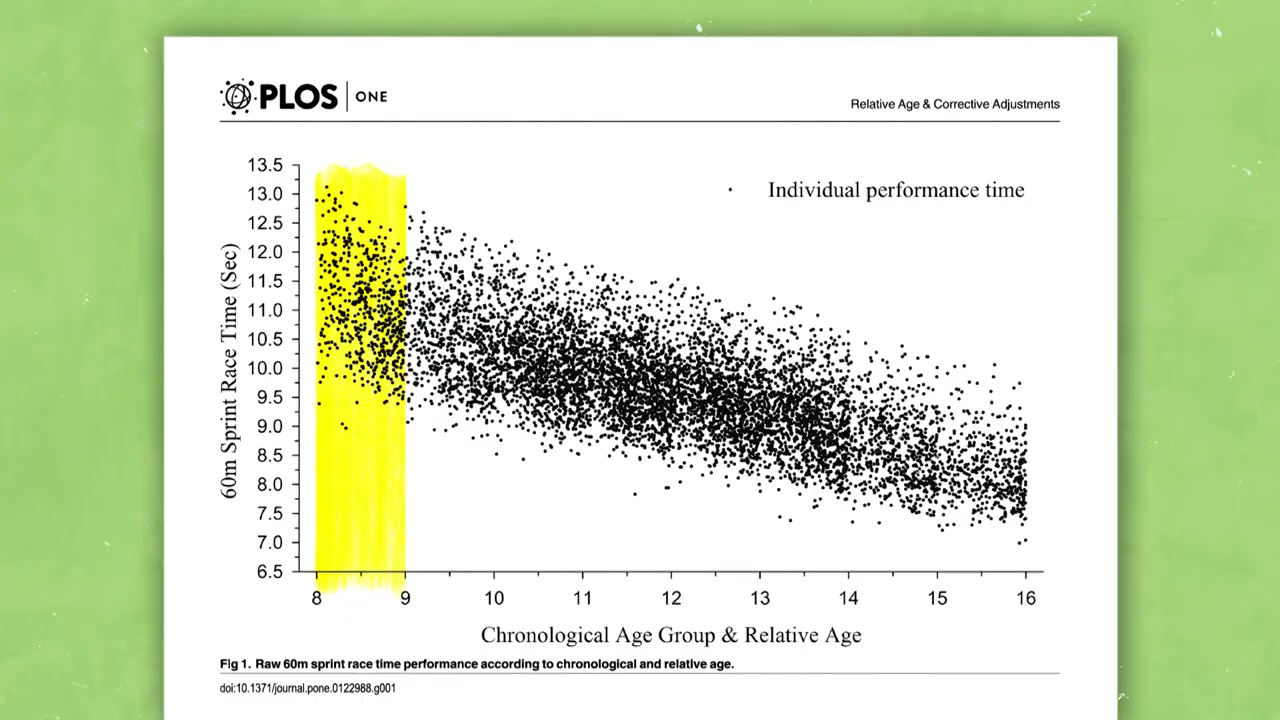 PLOS | ONE
Relative Age & Corrective Adjustments
13.5
13.0
12.5
12.0
11.5
11.0
10.5
10.0
9.5
9.0
8.5
8.0
7.5
7.0
6.5
60m Sprint Race Time (Sec)
Individual performance time
8 9 10 11 12 13 14 15 16
Chronological Age Group & Relative Age
Fig 1. Raw 60m sprint race time performance according to chronological and relative age.
doi:10.1371/journal.pone.0122988.g001